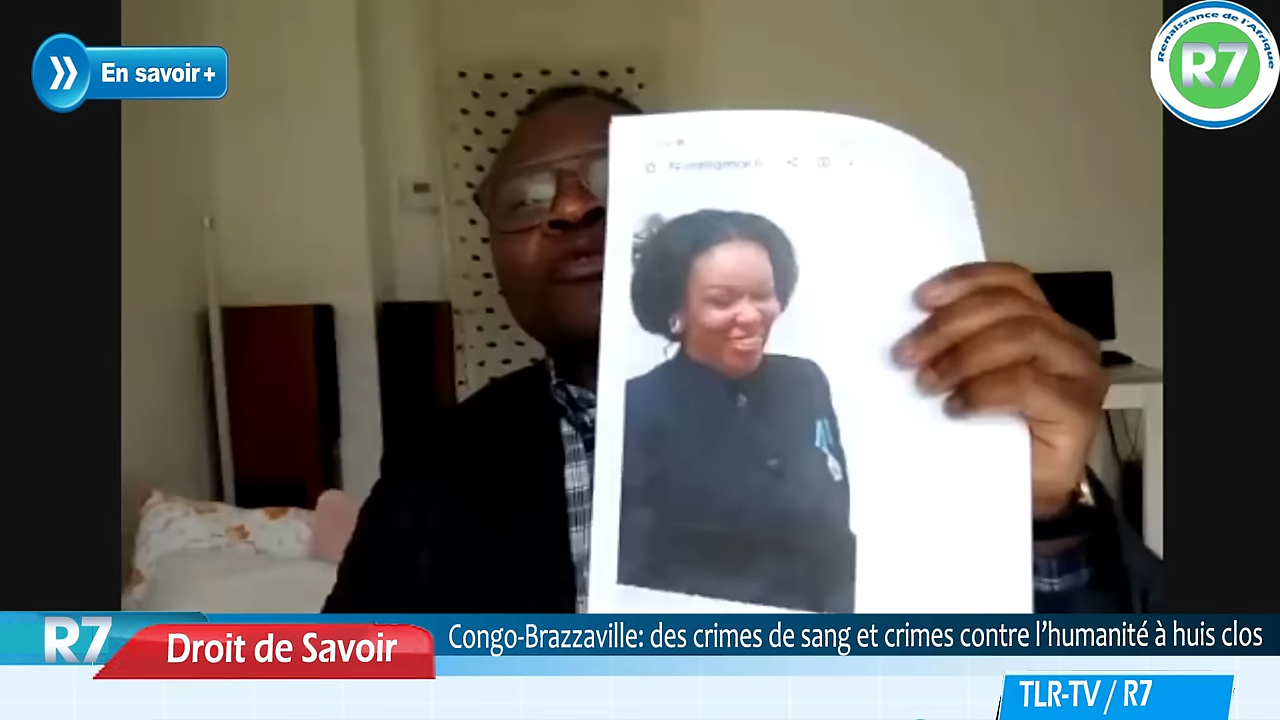 En savoir+
Renaissance de l'Afrique
R7
R7
Droit de Savoir
Congo-Brazzaville: des crimes de sang et crimes contre l'humanité à huis clos
TLR-TV / R7